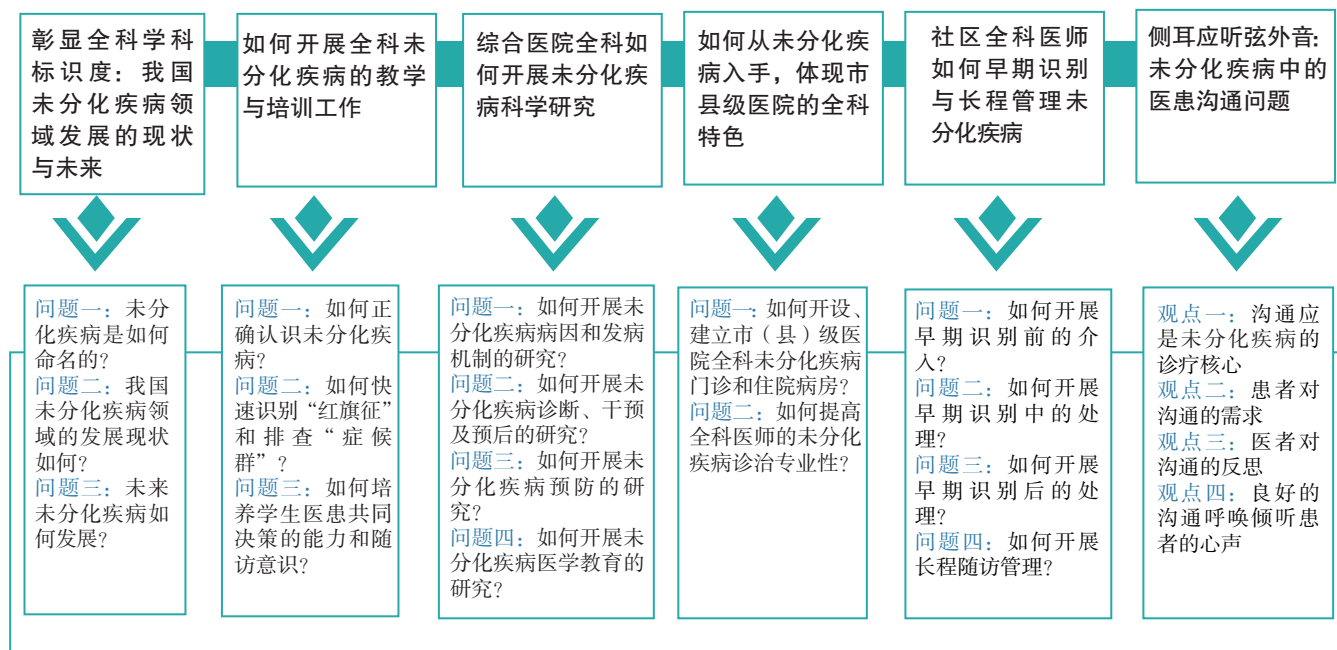 彰显全科学科
标识度：我国
未分化疾病领
域发展的现状
与未来
如何开展全科未
分化疾病的教学
与培训工作
综合医院全科如
何开展未分化疾
病科学研究
如何从未分化疾
病入手，体现市
县级医院的全科
特色
社区全科医师
如何早期识别
与长程管理未
分化疾病
侧耳应听弦外音：
未分化疾病中的
医患沟通问题
问题一：未分
化疾病是如何
命名的？
问题二：我国
未分化疾病领
域的发展现状
如何？
问题三：未来
未分化疾病如
何发展？
问题一：如何正
确认识未分化疾
病？
问题二：如何快
速识别“红旗征”
和排查“症候
群”？
问题三：如何培
养学生医患共同
决策的能力和随
访意识？
问题一：如何开展未
分化疾病病因和发病
机制的研究？
问题二：如何开展未
分化疾病诊断、干预
及预后的研究？
问题三：如何开展未
分化疾病预防的研
究？
问题四：如何开展未
分化疾病医学教育的
研究？
问题一：如何开设、
建立市（县）级医
院全科未分化疾病
门诊和住院病房？
问题二：如何提高
全科医师的未分化
疾病诊治专业性？
问题一：如何开展
早期识别前的介
入？
问题二：如何开展
早期识别中的处
理？
问题三：如何开展
早期识别后的处
理？
问题四：如何开展
长程随访管理？
观点一：沟通应
是未分化疾病的
诊疗核心
观点二：患者对
沟通的需求
观点三：医者对
沟通的反思
观点四：良好的
沟通呼唤倾听患
者的心声